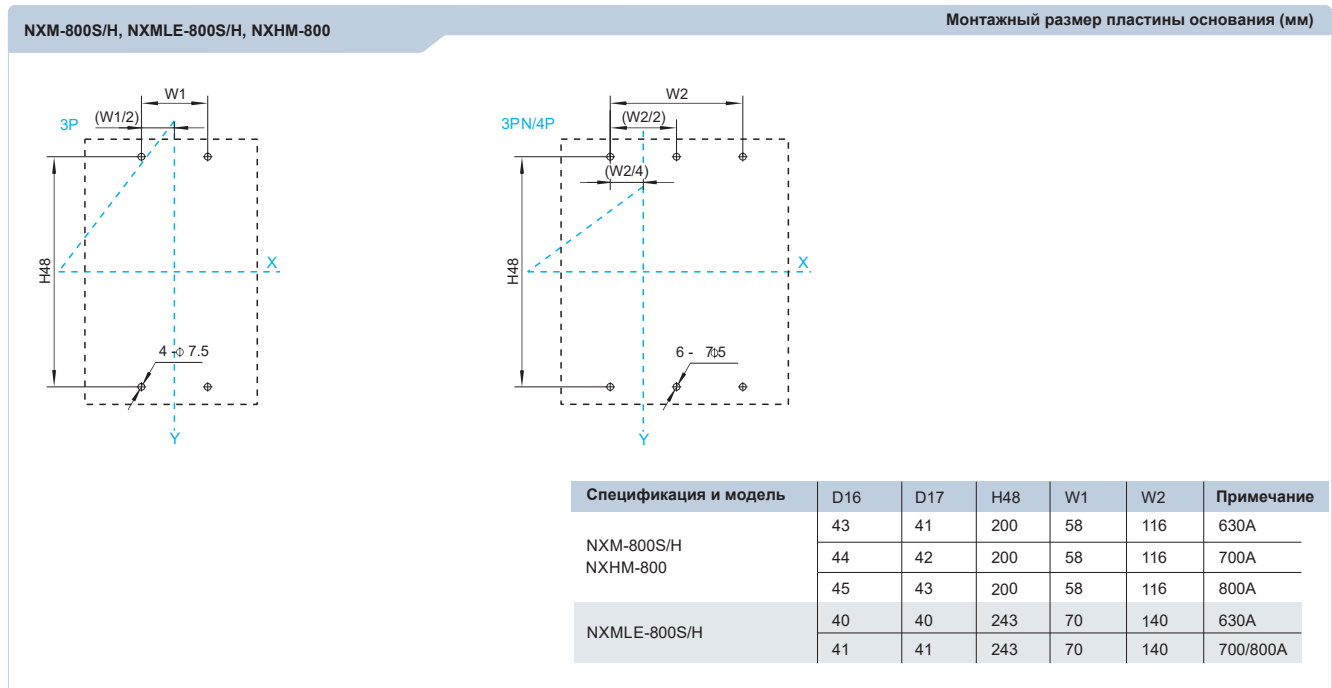 NXM-800S/H, NXMLE-800S/H, NXHM-800
Монтажный размер пластины основания (мм)
W1
(W1/2)
3P
H48
X
4 -ϕ 7.5
Y
W2
3PN/4P
(W2/2)
(W2/4)
H48
X
6 - 7ϕ5
Y
Спецификация и модель D16 D17 H48 W1 W2 Примечание
NXM-800S/H
NXHM-800
43 41 200 58 116 630A
44 42 200 58 116 700A
45 43 200 58 116 800A
NXMLE-800S/H
40 40 243 70 140 630A
41 41 243 70 140 700/800A